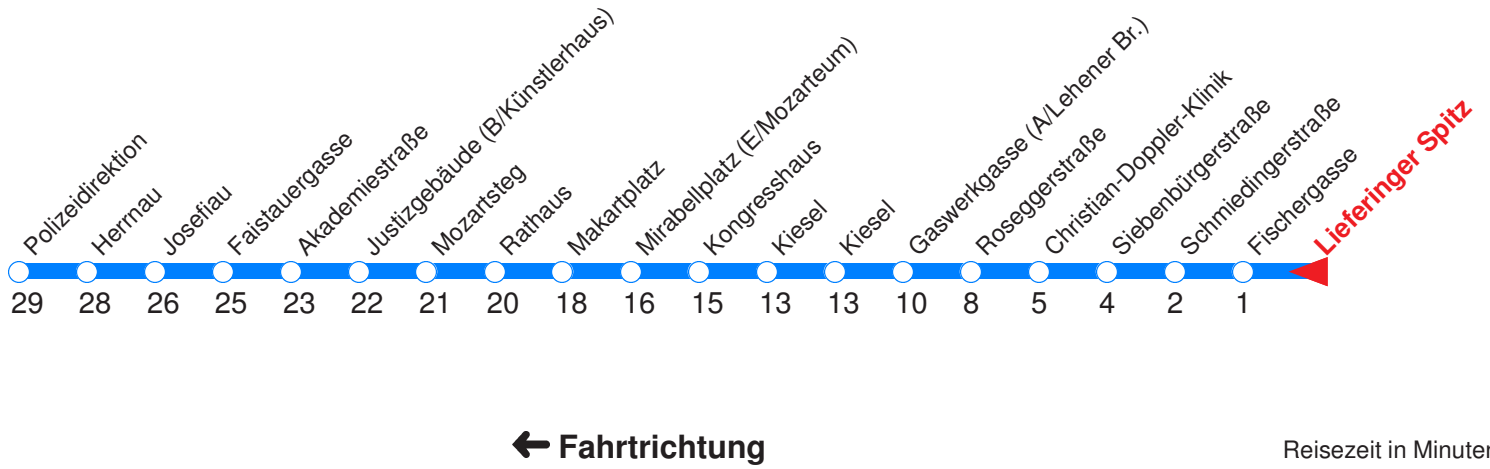 Polizeidirektion
Herrnau
Josefiau
Faistauergasse
Akademiestraße
Justizgebäude (B/Künstlerhaus)
Mozartsteg
Rathaus
Makartplatz
Mirabellplatz (E/Mozarteum)
Kongresshaus
Kiesel
Kiesel
Gaswerkgasse (A/Lehener Br.)
Roseggerstraße
Christian-Doppler-Klinik
Siebenbürgerstraße
Schmiedingerstraße
Fischergasse
Lieferinger Spitz
29 28 26 25 23 22 21 20 18 16 15 13 13 10 8 5 4 2 1
← Fahrtrichtung
Reisezeit in Minuten